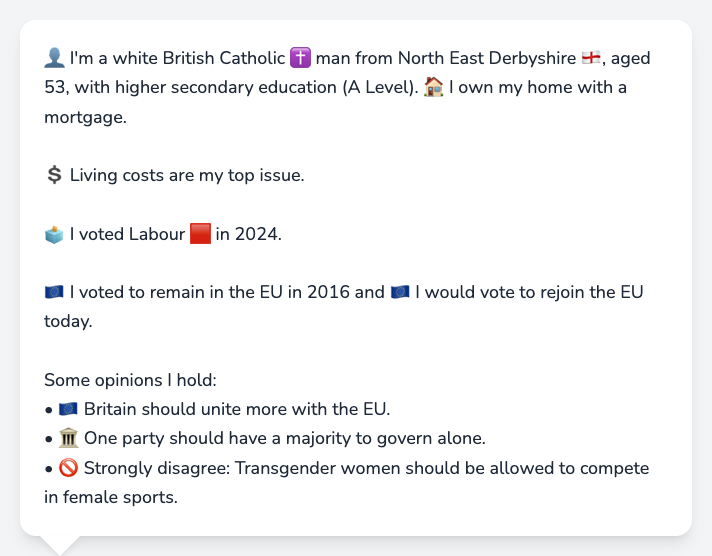 👤 I'm a white British Catholic ✝️ man from North East Derbyshire 🏴󠁧󠁢󠁥󠁮󠁧󠁿, aged
53, with higher secondary education (A Level). 🏠 I own my home with a
mortgage.
💲 Living costs are my top issue.
🗳️ I voted Labour 🟥 in 2024.
🇪🇺 I voted to remain in the EU in 2016 and 🇪🇺 I would vote to rejoin the EU
today.
Some opinions I hold:
• 🇪🇺 Britain should unite more with the EU.
• 🏛️ One party should have a majority to govern alone.
• 🚫 Strongly disagree: Transgender women should be allowed to compete
in female sports.